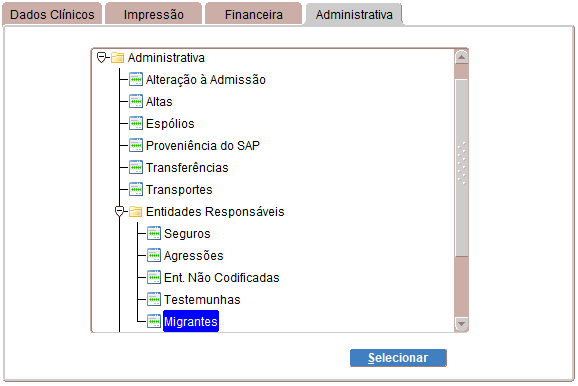 Dados Clínicos Impressão Financeira Administrativa
Administrativa
Alteração à Admissão
Altas
Espólios
Proveniência do SAP
Transferências
Transportes
Entidades Responsáveis
Seguros
Agressões
Ent. Não Codificadas
Testemunhas
Migrantes
Selecionar